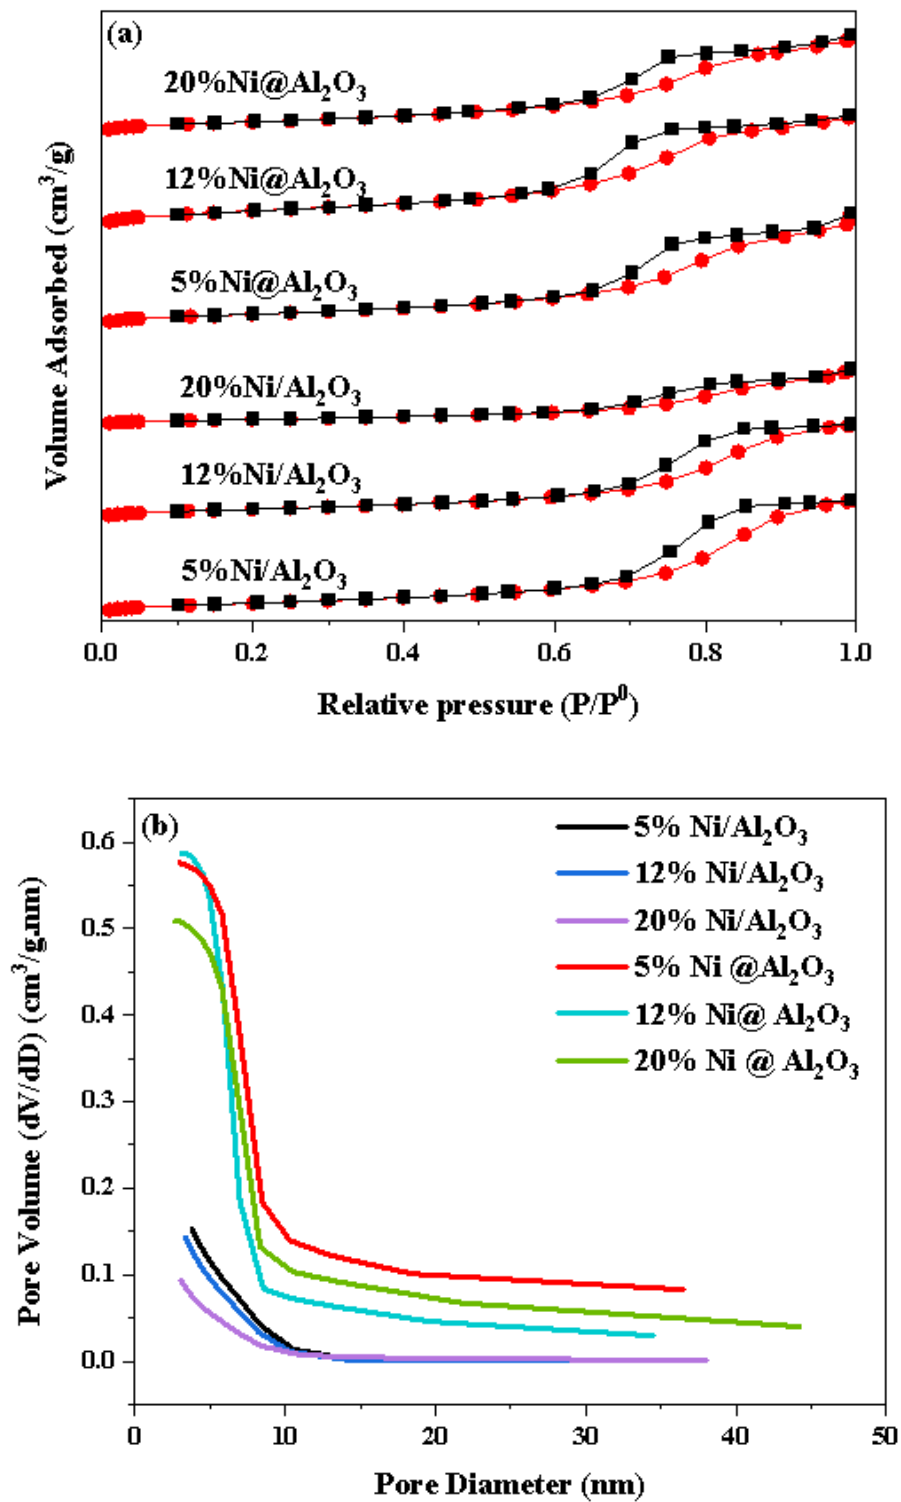 (a)
20%Ni@Al₂O₃
12%Ni@Al₂O₃
5%Ni@Al₂O₃
20%Ni/Al₂O₃
12%Ni/Al₂O₃
5%Ni/Al₂O₃
Volume Adsorbed (cm³/g)
0.0 0.2 0.4 0.6 0.8 1.0
Relative pressure (P/P⁰)
(b)
5% Ni/Al₂O₃
12% Ni/Al₂O₃
20% Ni/Al₂O₃
5% Ni @Al₂O₃
12% Ni@ Al₂O₃
20% Ni @ Al₂O₃
0.6
0.5
0.4
0.3
0.2
0.1
0.0
Pore Volume (dV/dD) (cm³/g.nm)
0 10 20 30 40 50
Pore Diameter (nm)